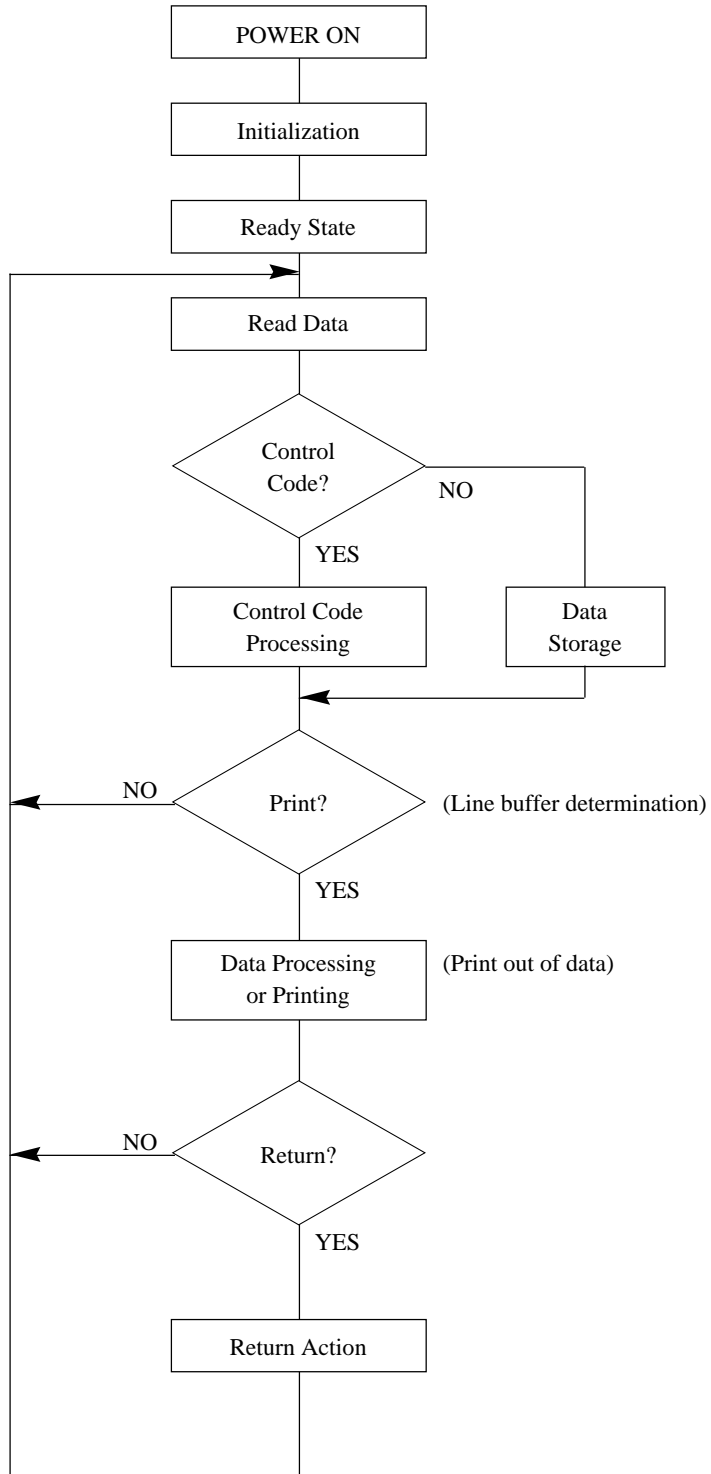 POWER ON
Initialization
Ready State
Read Data
Control
Code?
NO
YES
Control Code
Processing
Data
Storage
NO
Print?
(Line buffer determination)
YES
Data Processing
or Printing
(Print out of data)
NO
Return?
YES
Return Action